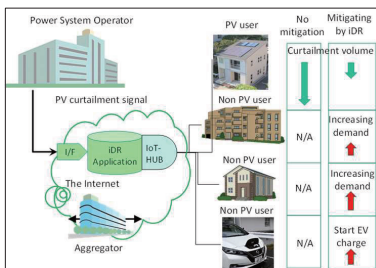 Power System Operator
PV user
No
mitigation
Mitigating
by iDR
Curtailment volume
PV curtailment signal
Non PV user
I/F
iDR
Application
IoT-
HUB
N/A
Increasing
demand
Non PV user
The Internet
N/A
Increasing
demand
Non PV user
Aggregator
N/A
Start EV
charge